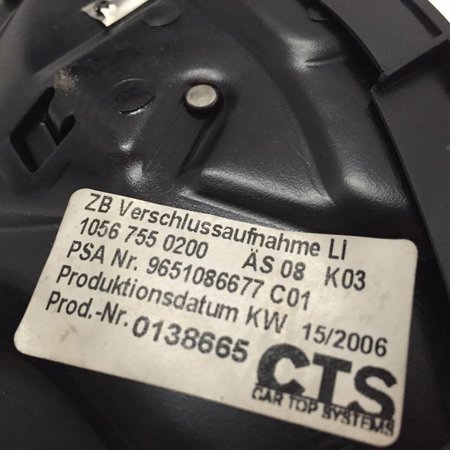 ZB Verschlussaufnahme LI
1056 755 0200 ÄS 08 K03
PSA Nr. 9651086677 C01
Produktionsdatum KW 15/2006
Prod.-Nr. 0138665
CTS
CAR TOP SYSTEMS